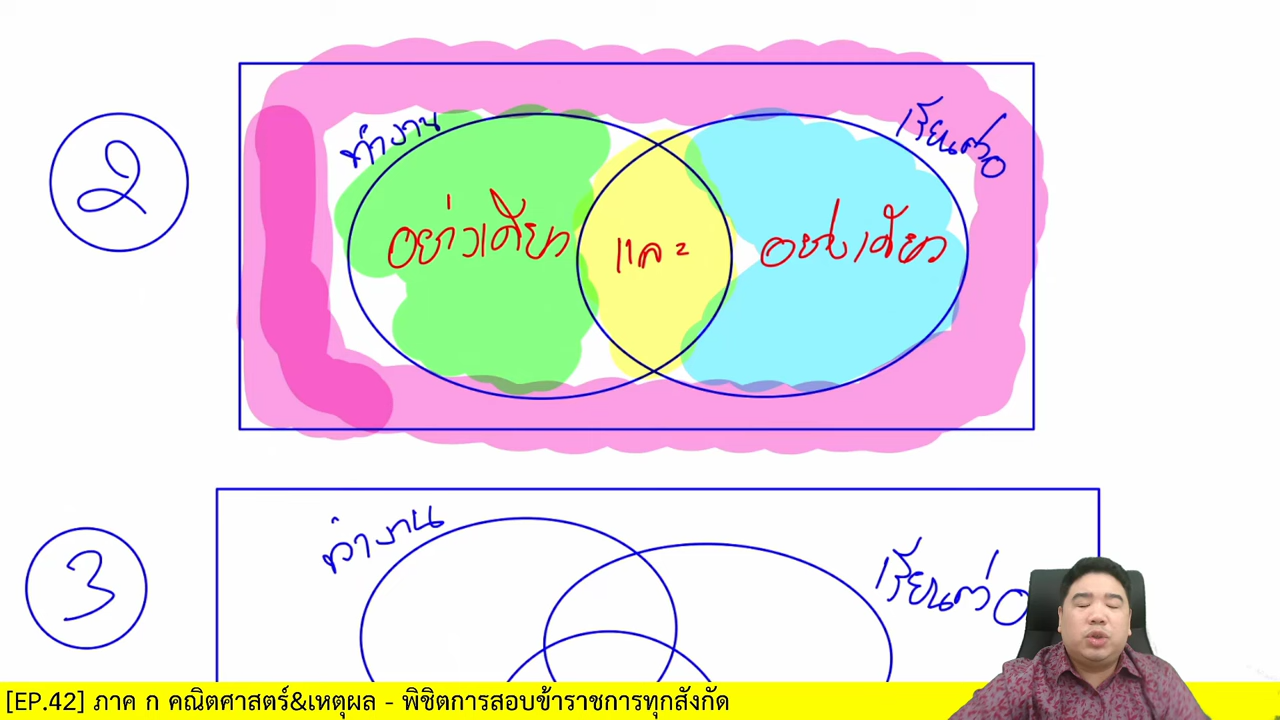 2
ทำงาน
เรียนต่อ
อย่างเดียว และ อย่างเดียว
3
ทำงาน
เรียนต่อ
[EP.42] ภาค ก คณิตศาสตร์&เหตุผล - พิชิตการสอบข้าราชการทุกสังกัด